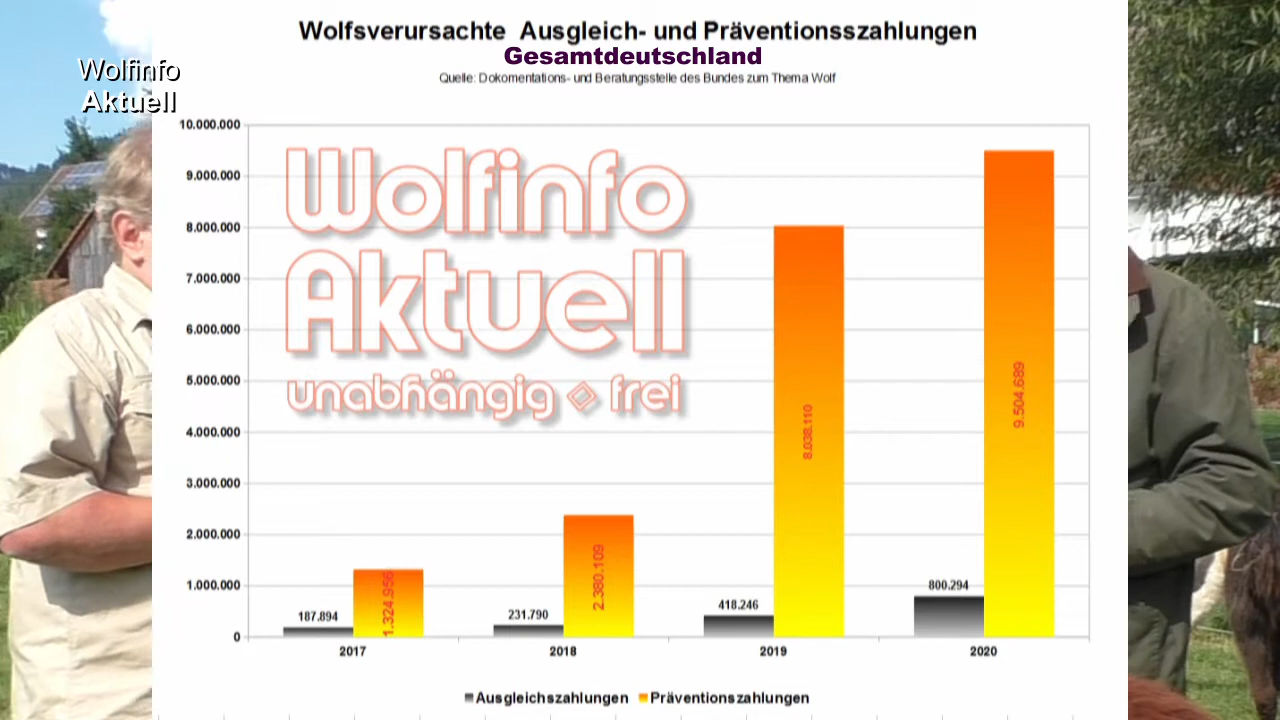 Wolfsverursachte Ausgleich- und Präventionsszahlungen
Gesamtdeutschland
Quelle: Dokomentations- und Beratungsstelle des Bundes zum Thema Wolf
Wolfinfo
Aktuell
10.000.000
9.000.000
8.000.000
7.000.000
6.000.000
5.000.000
4.000.000
3.000.000
2.000.000
1.000.000
0
Wolfinfo
Aktuell
unabhängig ◇ frei
187.894
1.324.956
231.790
2.380.109
418.246
8.038.110
800.294
9.504.689
2017
2018
2019
2020
Ausgleichszahlungen
Präventionszahlungen